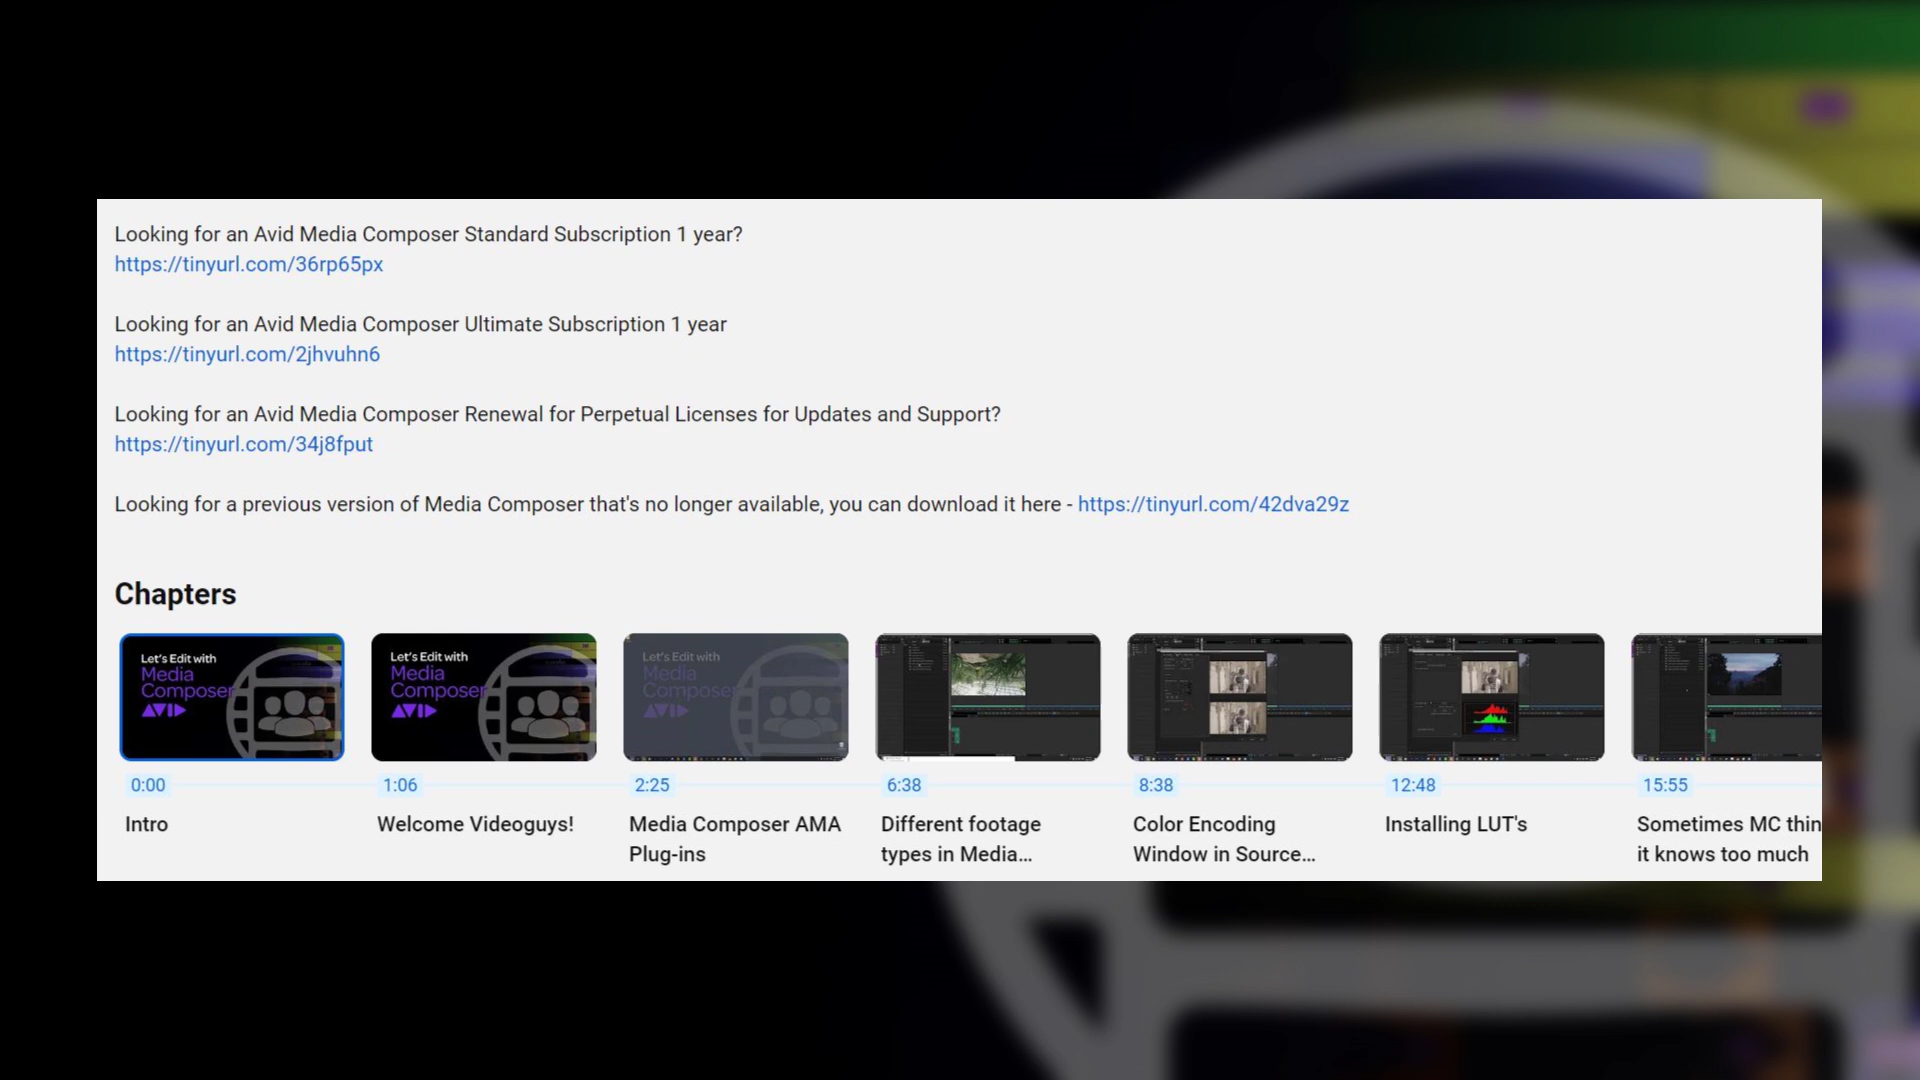 Looking for an Avid Media Composer Standard Subscription 1 year?
https://tinyurl.com/36rp65px
Looking for an Avid Media Composer Ultimate Subscription 1 year
https://tinyurl.com/2jhvuhn6
Looking for an Avid Media Composer Renewal for Perpetual Licenses for Updates and Support?
https://tinyurl.com/34j8fput
Looking for a previous version of Media Composer that's no longer available, you can download it here - https://tinyurl.com/42dva29z
Chapters
Let's Edit with
Media
Composer
AVID
Let's Edit with
Media
Composer
AVID
Let's Edit with
Media
Composer
AVID
0:00
1:06
2:25
6:38
8:38
12:48
15:55
Intro
Welcome Videoguys!
Media Composer AMA
Plug-ins
Different footage
types in Media...
Color Encoding
Window in Source...
Installing LUT's
Sometimes MC thin
it knows too much